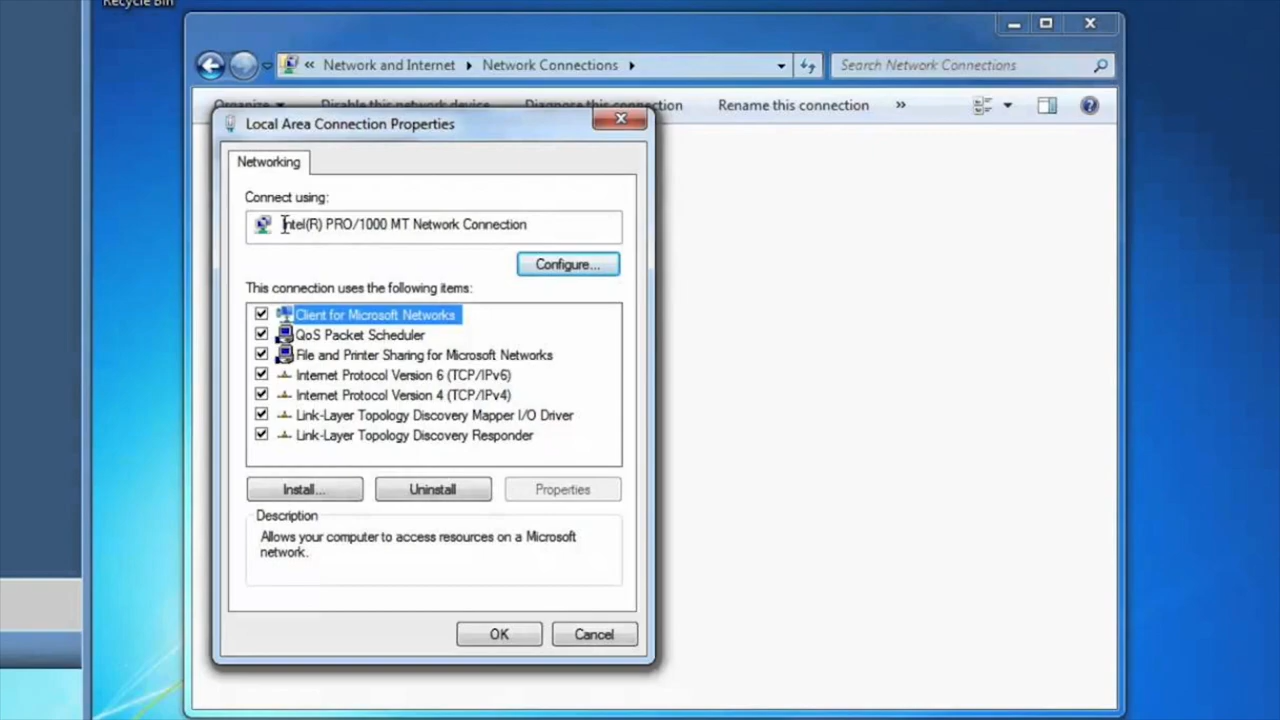 Recycle Bin
« Network and Internet Network Connections
Search Network Connections
Organize Disable this network device Diagnose this connection Rename this connection »
Local Area Connection Properties
Networking
Connect using:
Intel(R) PRO/1000 MT Network Connection
Configure...
This connection uses the following items:
Client for Microsoft Networks
QoS Packet Scheduler
File and Printer Sharing for Microsoft Networks
Internet Protocol Version 6 (TCP/IPv6)
Internet Protocol Version 4 (TCP/IPv4)
Link-Layer Topology Discovery Mapper I/O Driver
Link-Layer Topology Discovery Responder
Install... Uninstall Properties
Description
Allows your computer to access resources on a Microsoft
network.
OK Cancel